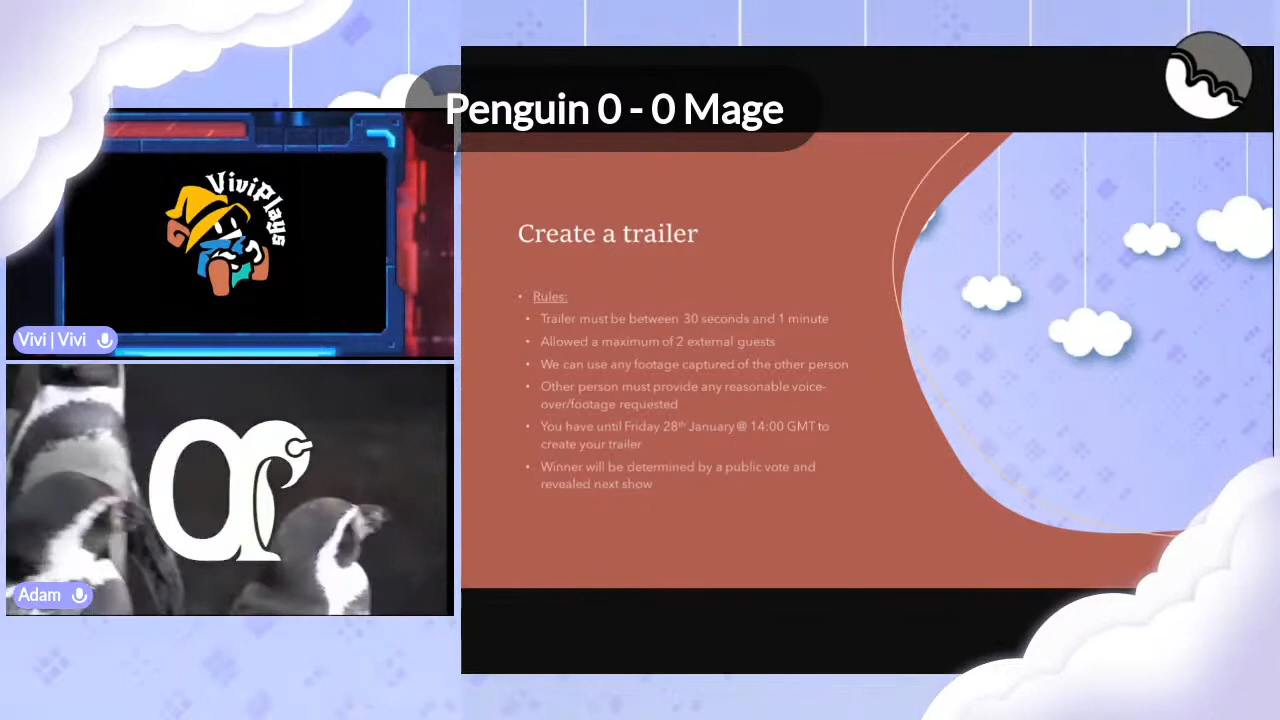 Penguin 0 - 0 Mage
ViviPlays
Vivi | Vivi
Adam
Create a trailer
• Rules:
• Trailer must be between 30 seconds and 1 minute
• Allowed a maximum of 2 external guests
• We can use any footage captured of the other person
• Other person must provide any reasonable voice-
over/footage requested
• You have until Friday 28th January @ 14:00 GMT to
create your trailer
• Winner will be determined by a public vote and
revealed next show